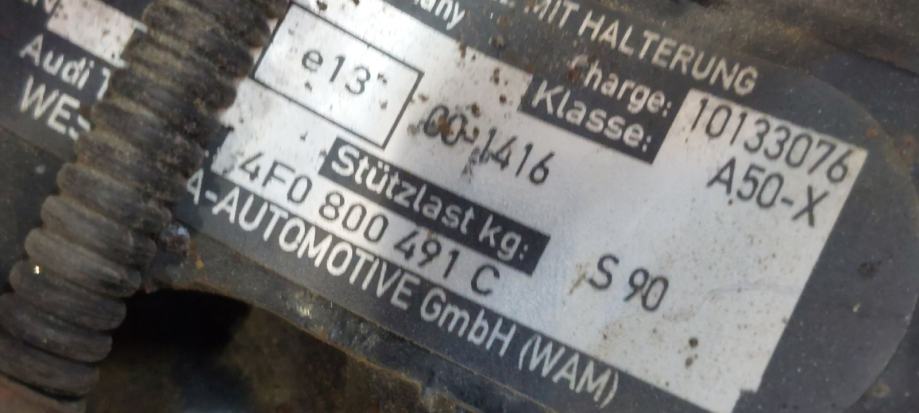 MIT HALTERUNG
many
Charge: 10133076
e13 Klasse: A50-X
00-1416
Audi
Stützlast kg: S 90
4F0 800 491 C
A-AUTOMOTIVE GmbH (WAM)